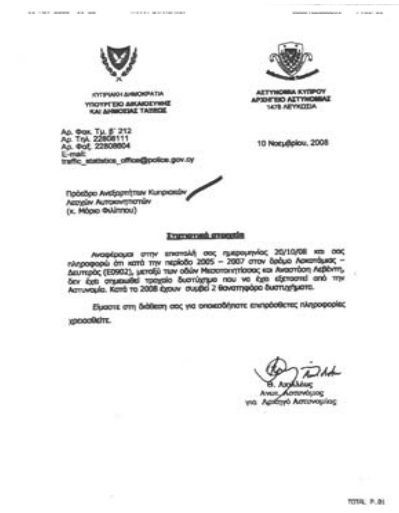 ΚΥΠΡΙΑΚΗ ΔΗΜΟΚΡΑΤΙΑ
ΥΠΟΥΡΓΕΙΟ ΔΙΚΑΙΟΣΥΝΗΣ
ΚΑΙ ΔΗΜΟΣΙΑΣ ΤΑΞΕΩΣ
ΑΣΤΥΝΟΜΙΑ ΚΥΠΡΟΥ
ΑΡΧΗΓΕΙΟ ΑΣΤΥΝΟΜΙΑΣ
1478 ΛΕΥΚΩΣΙΑ
Αρ. Φακ. Τμ. Β΄ 212
Αρ. Τηλ. 22808111
Αρ. Φαξ. 22808604
E-mail:
traffic_statistics_office@police.gov.cy
10 Νοεμβρίου, 2008
Πρόεδρο Ανεξαρτήτων Κυπριακών
Λεσχών Αυτοκινητιστών
(κ. Μάριο Φιλίππου)
Στατιστικά στοιχεία
Αναφέρομαι στην επιστολή σας ημερομηνίας 20/10/08 και σας
πληροφορώ ότι κατά την περίοδο 2005 – 2007 στον δρόμο Λακατάμιας –
Δευτεράς (Ε0902), μεταξύ των οδών Μεσοποταμίας και Αναστάση Λεβέντη,
δεν έχει σημειωθεί τροχαίο δυστύχημα που να έχει εξεταστεί από την
Αστυνομία. Κατά το 2008 έχουν συμβεί 2 θανατηφόρα δυστυχήματα.
Είμαστε στη διάθεση σας για οποιεσδήποτε επιπρόσθετες πληροφορίες
χρειασθείτε.
Θ. Αχιλλέως
Ανωτ. Αστυνόμος
για Αρχηγό Αστυνομίας
TOTAL P.01